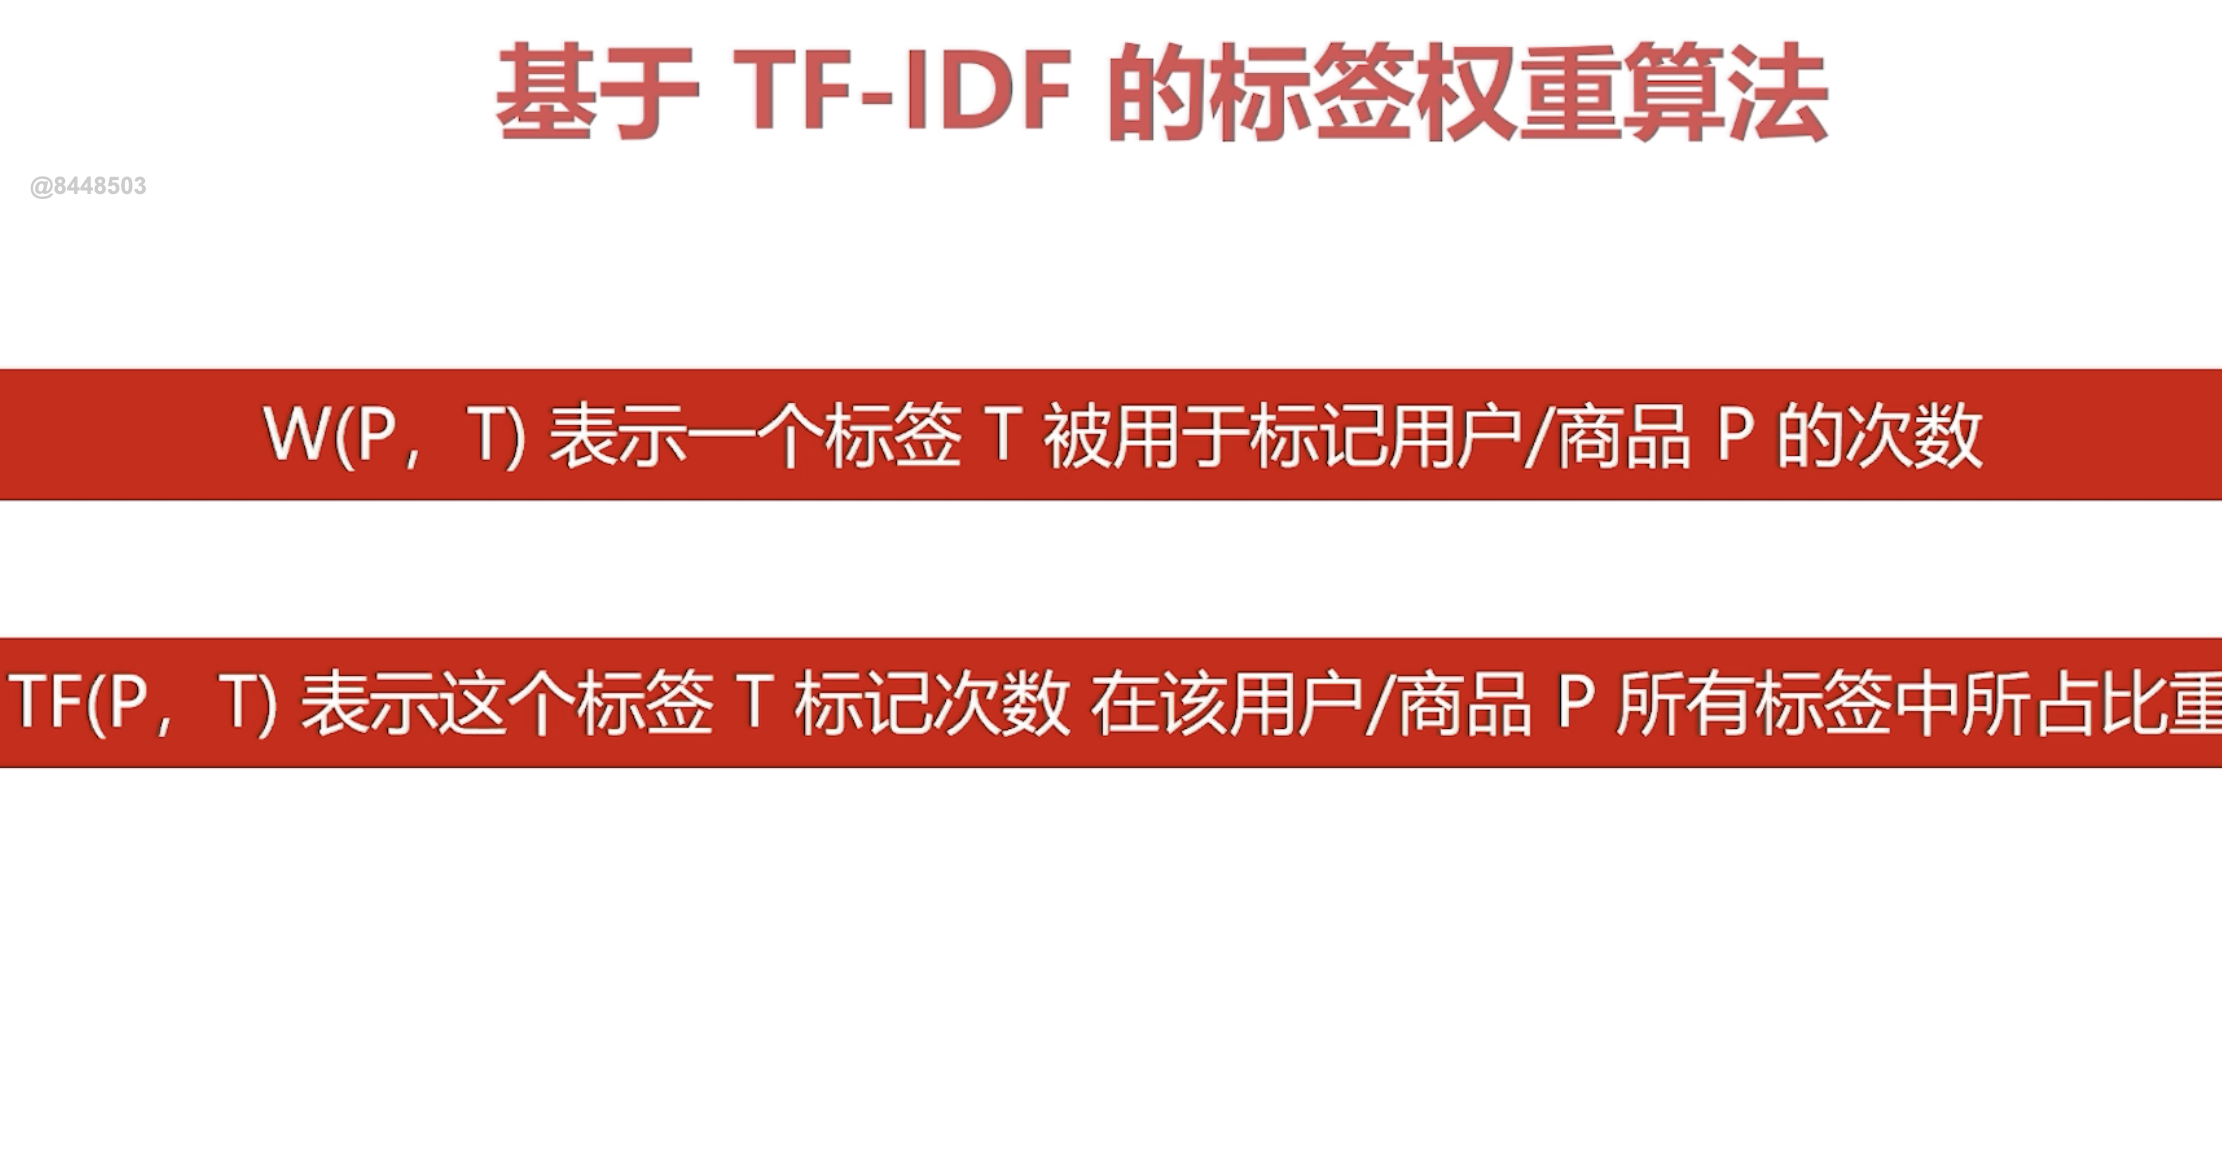 基于 TF-IDF 的标签权重算法
@8448503
W(P，T) 表示一个标签 T 被用于标记用户/商品 P 的次数
TF(P，T) 表示这个标签 T 标记次数 在该用户/商品 P 所有标签中所占比重